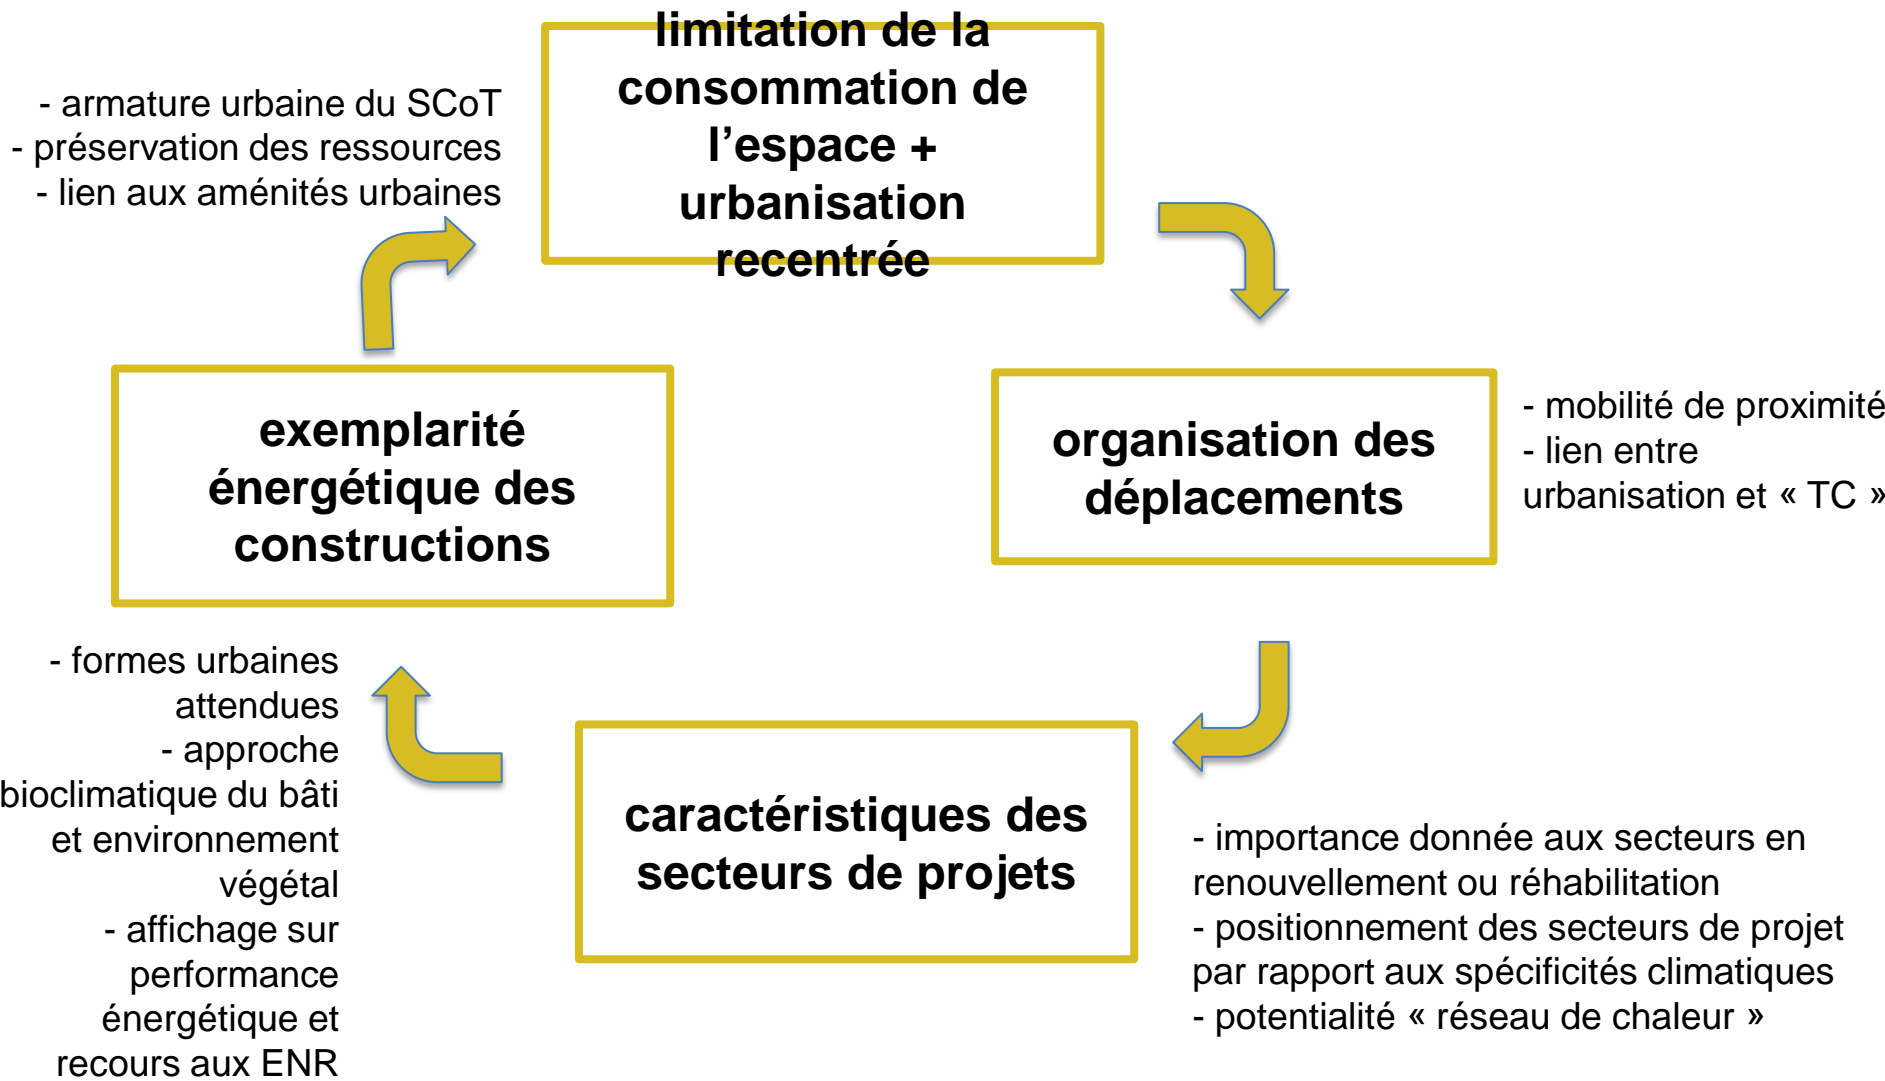 limitation de la
consommation de
l’espace +
urbanisation
recentrée
- armature urbaine du SCoT
- préservation des ressources
- lien aux aménités urbaines
organisation des
déplacements
- mobilité de proximité
- lien entre
urbanisation et « TC »
caractéristiques des
secteurs de projets
- importance donnée aux secteurs en
renouvellement ou réhabilitation
- positionnement des secteurs de projet
par rapport aux spécificités climatiques
- potentialité « réseau de chaleur »
exemplarité
énergétique des
constructions
- formes urbaines
attendues
- approche
bioclimatique du bâti
et environnement
végétal
- affichage sur
performance
énergétique et
recours aux ENR